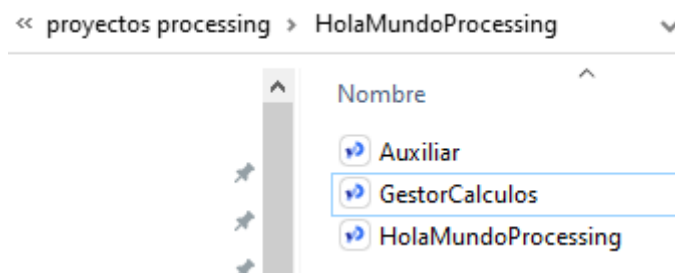 « proyectos processing > HolaMundoProcessing
Nombre
Auxiliar
GestorCalculos
HolaMundoProcessing